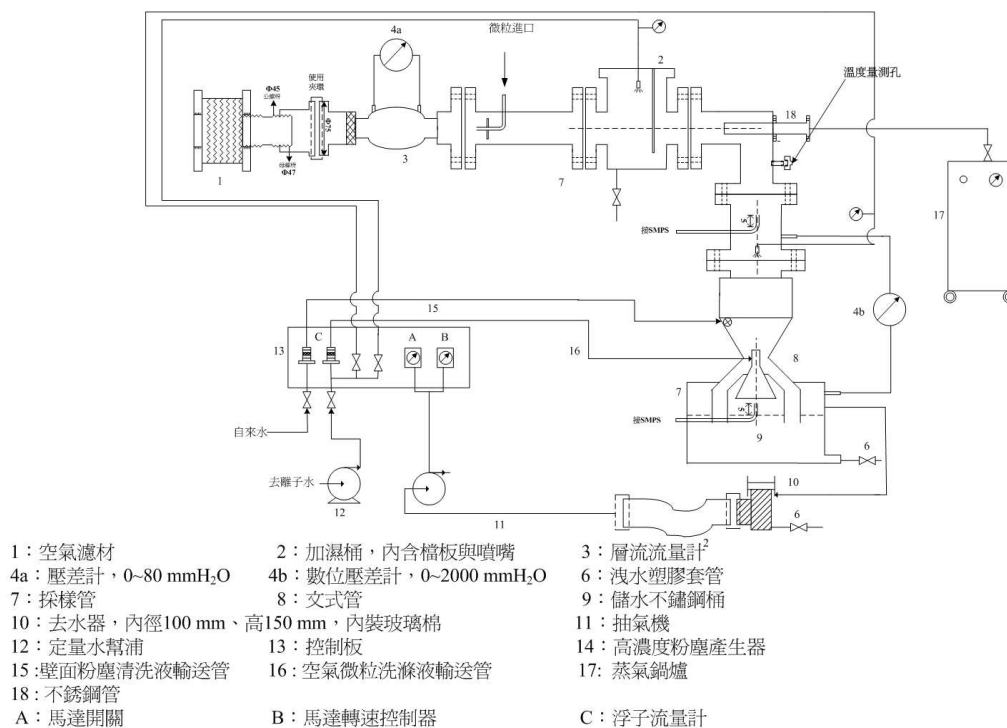 4a
微粒進口
2
溫度量測孔
使用
夾環
Φ45
公螺桿
Φ75
18
Φ47
1
3
7
17
接SMPS
5
4b
15
C
A
B
13
16
8
7
接SMPS
5
9
自來水
6
去離子水
10
12
11
6
2
1：空氣濾材
2：加濕桶，內含檔板與噴嘴
3：層流流量計
4a：壓差計，0~80 mmH₂O
4b：數位壓差計，0~2000 mmH₂O
6：洩水塑膠套管
7：採樣管
8：文式管
9：儲水不鏽鋼桶
10：去水器，內徑100 mm、高150 mm，內裝玻璃棉
11：抽氣機
12：定量水幫浦
13：控制板
14：高濃度粉塵產生器
15 :壁面粉塵清洗液輸送管
16 : 空氣微粒洗滌液輸送管
17: 蒸氣鍋爐
18 : 不銹鋼管
A：馬達開關
B：馬達轉速控制器
C：浮子流量計